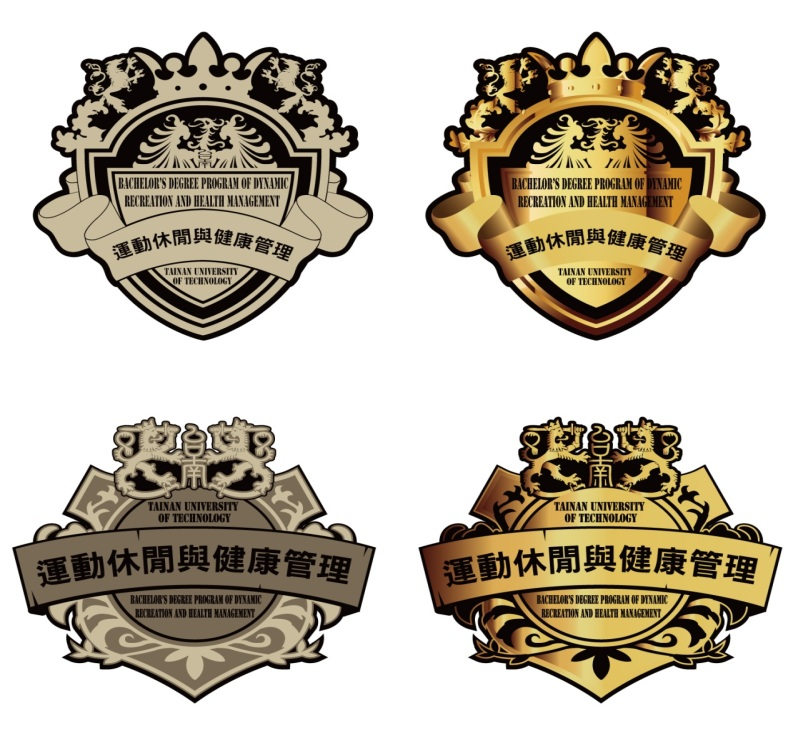 BACHELOR'S DEGREE PROGRAM OF DYNAMIC
RECREATION AND HEALTH MANAGEMENT
運動休閒與健康管理
TAINAN UNIVERSITY
OF TECHNOLOGY
BACHELOR'S DEGREE PROGRAM OF DYNAMIC
RECREATION AND HEALTH MANAGEMENT
運動休閒與健康管理
TAINAN UNIVERSITY
OF TECHNOLOGY
TAINAN UNIVERSITY
OF TECHNOLOGY
運動休閒與健康管理
BACHELOR'S DEGREE PROGRAM OF DYNAMIC
RECREATION AND HEALTH MANAGEMENT
TAINAN UNIVERSITY
OF TECHNOLOGY
運動休閒與健康管理
BACHELOR'S DEGREE PROGRAM OF DYNAMIC
RECREATION AND HEALTH MANAGEMENT